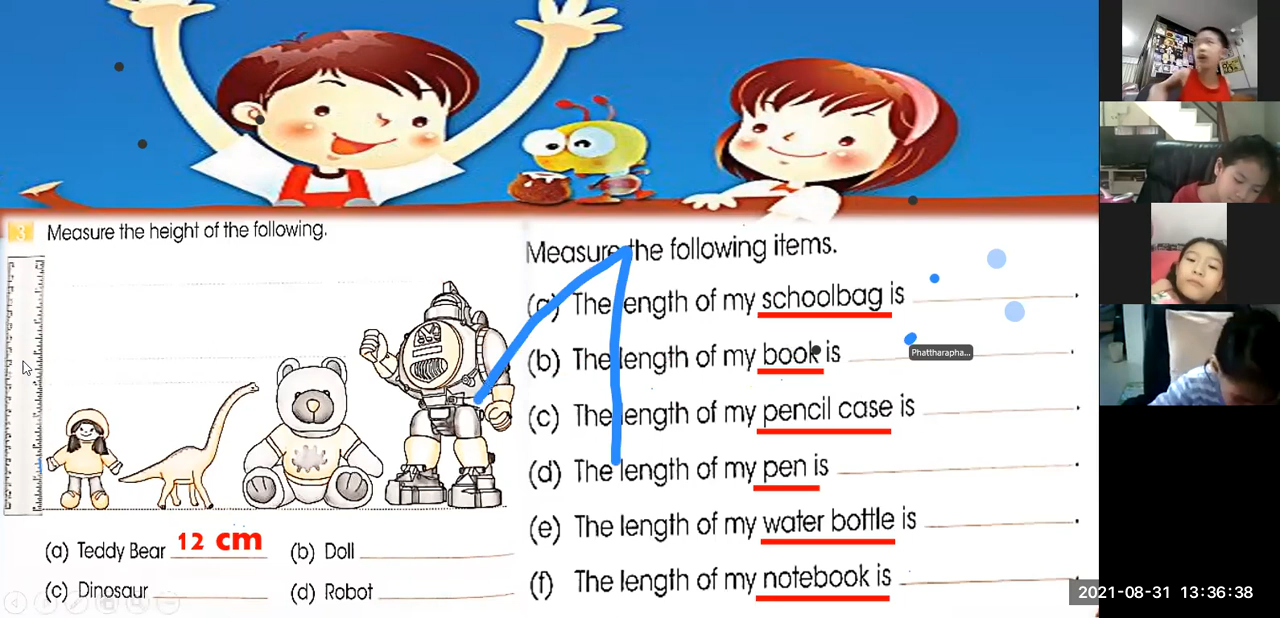 3 Measure the height of the following.
(a) Teddy Bear 12 cm (b) Doll
(c) Dinosaur (d) Robot
Measure the following items.
(a) The length of my schoolbag is .
(b) The length of my book is .
(c) The length of my pencil case is .
(d) The length of my pen is .
(e) The length of my water bottle is .
(f) The length of my notebook is .
Phattharapha...
2021-08-31 13:36:38